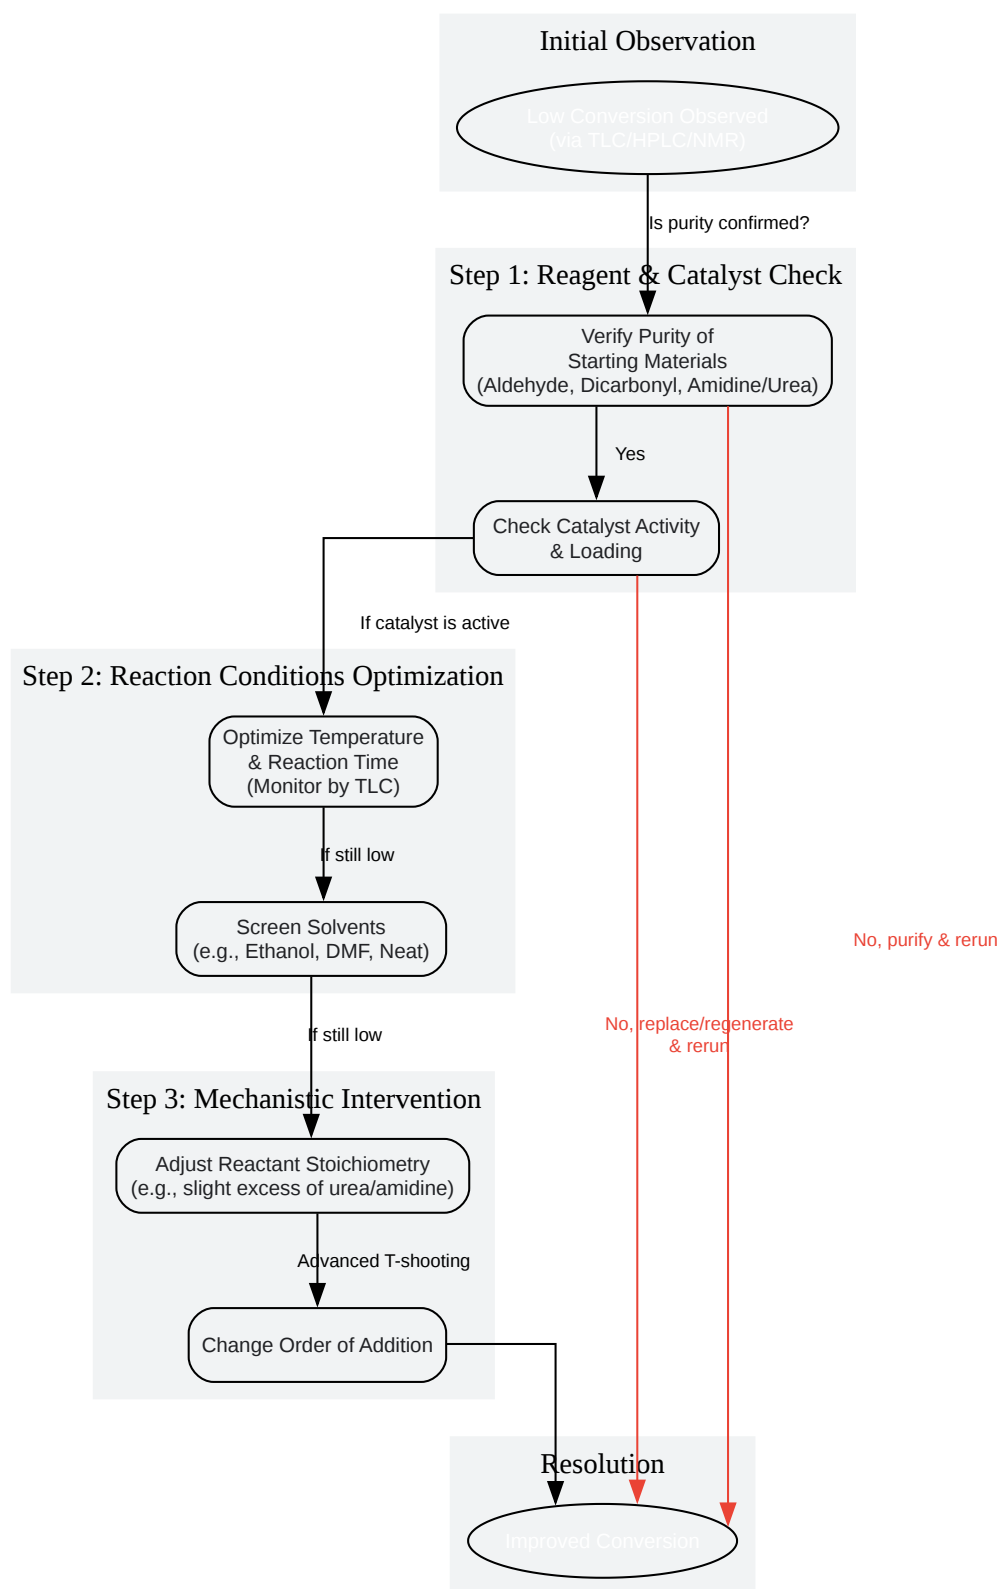 Initial Observation
Low Conversion Observed
(via TLC/HPLC/NMR)
Is purity confirmed?
Step 1: Reagent & Catalyst Check
Verify Purity of
Starting Materials
(Aldehyde, Dicarbonyl, Amidine/Urea)
Yes
Check Catalyst Activity
& Loading
If catalyst is active
Step 2: Reaction Conditions Optimization
Optimize Temperature
& Reaction Time
(Monitor by TLC)
If still low
Screen Solvents
(e.g., Ethanol, DMF, Neat)
No, purify & rerun
No, replace/regenerate
& rerun
If still low
Step 3: Mechanistic Intervention
Adjust Reactant Stoichiometry
(e.g., slight excess of urea/amidine)
Advanced T-shooting
Change Order of Addition
Resolution
Improved Conversion